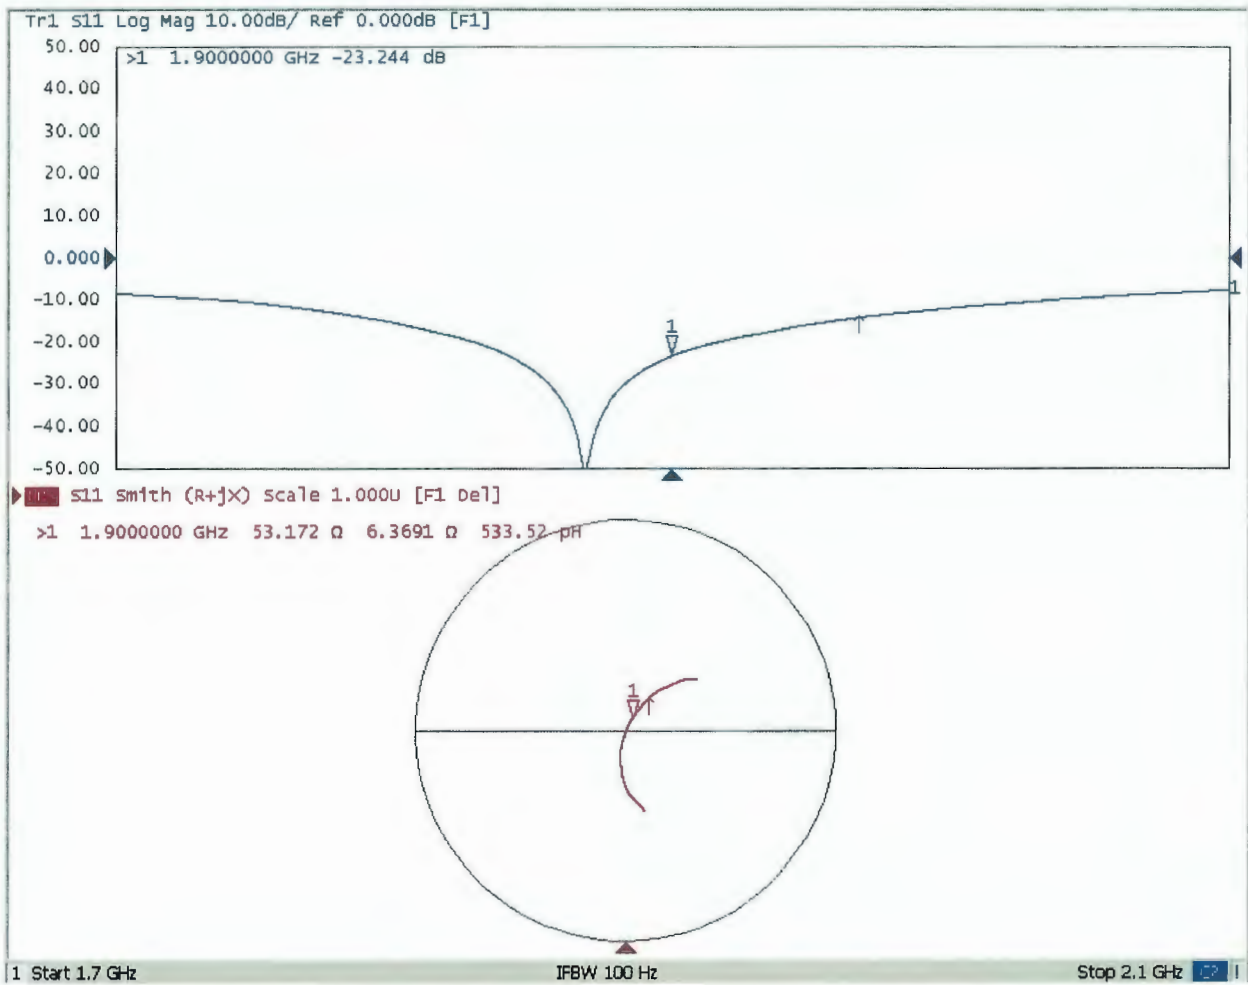 Tr1 S11 Log Mag 10.00dB/ Ref 0.000dB [F1]
50.00
>1 1.9000000 GHz -23.244 dB
40.00
30.00
20.00
10.00
0.000
1
-10.00
1
-20.00
-30.00
-40.00
-50.00
S11 Smith (R+jX) Scale 1.000U [F1 Del]
>1 1.9000000 GHz 53.172 Ω 6.3691 Ω 533.52 pH
1
1 Start 1.7 GHz IFBW 100 Hz Stop 2.1 GHz